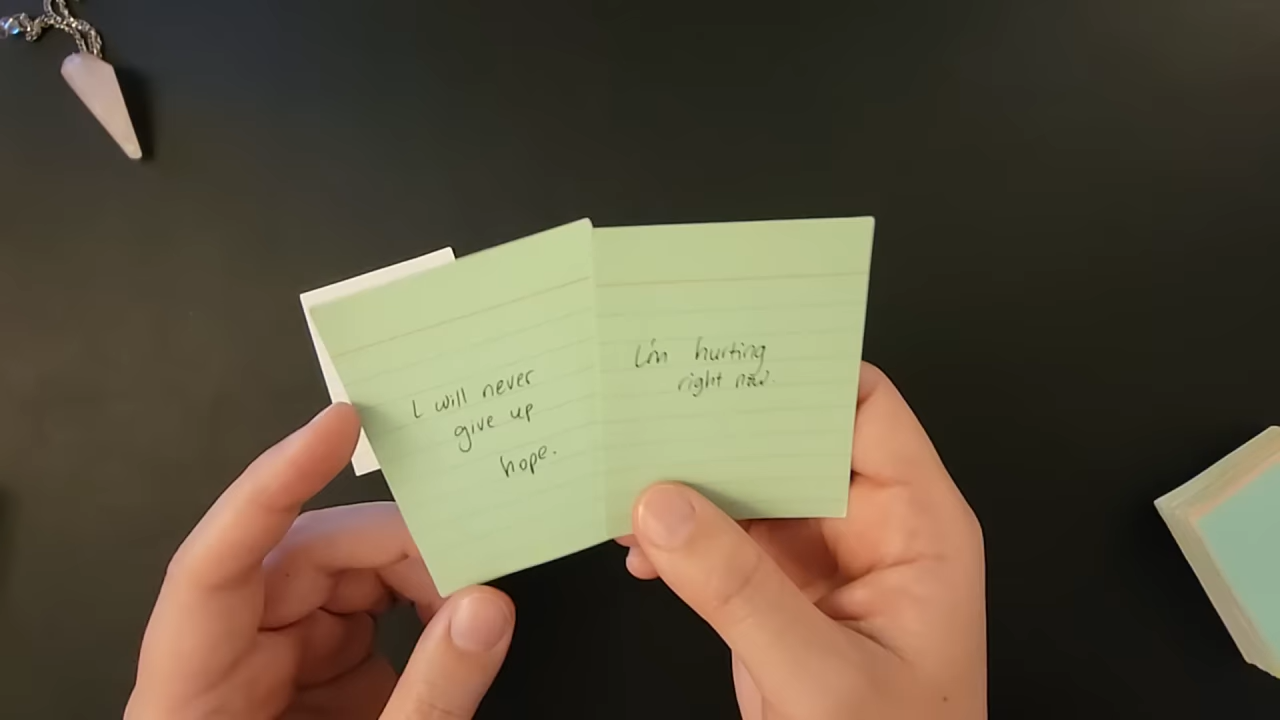 I will never
give up
hope.
I'm hurting
right now.